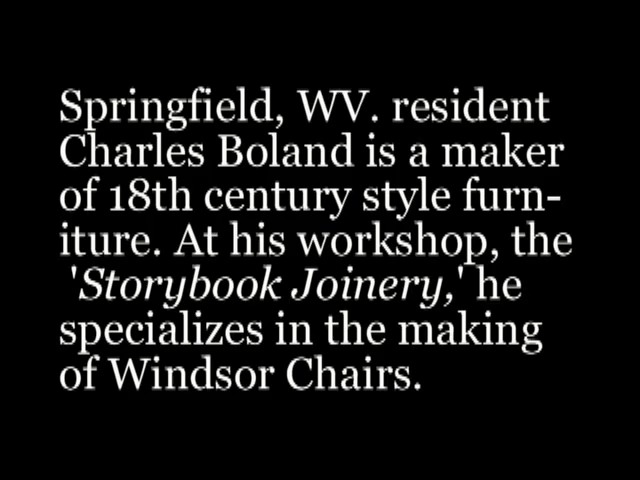 Springfield, WV. resident
Charles Boland is a maker
of 18th century style furn-
iture. At his workshop, the
'Storybook Joinery,' he
specializes in the making
of Windsor Chairs.